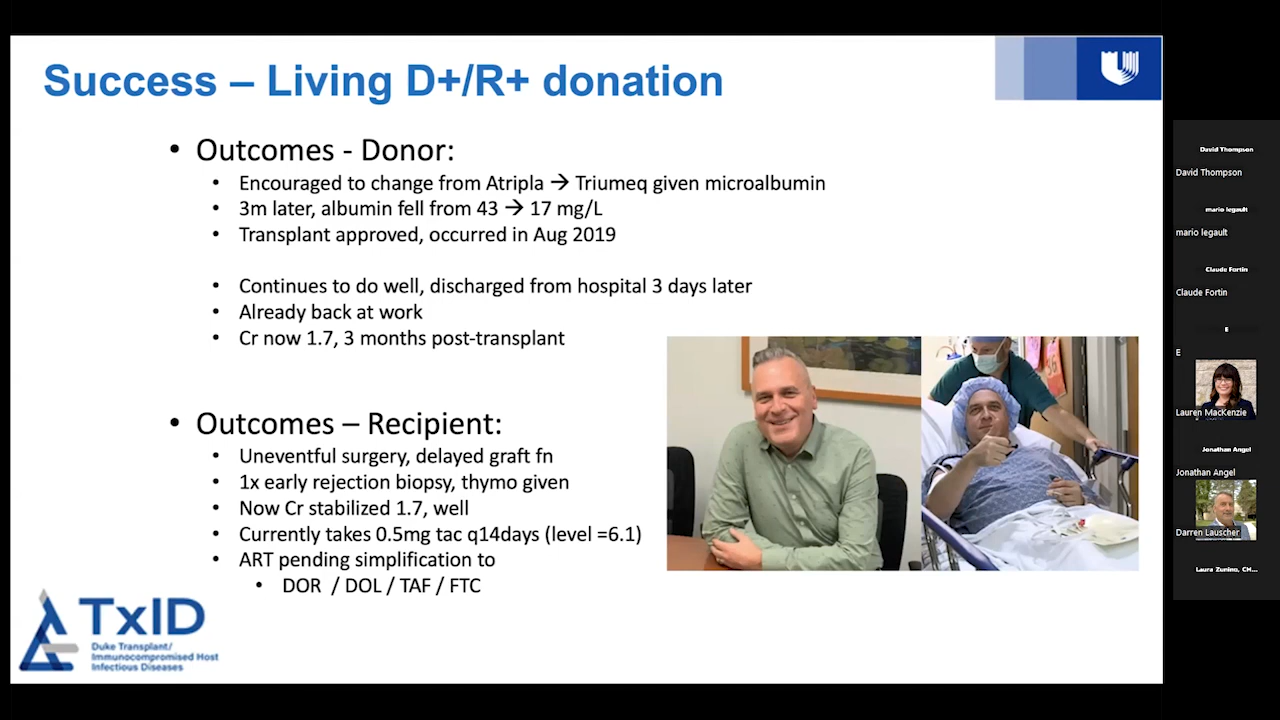 Success – Living D+/R+ donation
• Outcomes - Donor:
• Encouraged to change from Atripla → Triumeq given microalbumin
• 3m later, albumin fell from 43 → 17 mg/L
• Transplant approved, occurred in Aug 2019
• Continues to do well, discharged from hospital 3 days later
• Already back at work
• Cr now 1.7, 3 months post-transplant
• Outcomes – Recipient:
• Uneventful surgery, delayed graft fn
• 1x early rejection biopsy, thymo given
• Now Cr stabilized 1.7, well
• Currently takes 0.5mg tac q14days (level =6.1)
• ART pending simplification to
• DOR / DOL / TAF / FTC
TxID
Duke Transplant/
Immunocompromised Host
Infectious Diseases
David Thompson
David Thompson
mario legault
mario legault
Claude Fortin
Claude Fortin
E
E
Lauren MacKenzie
Jonathan Angel
Jonathan Angel
Darren Lauscher
Laura Zunino, CH...